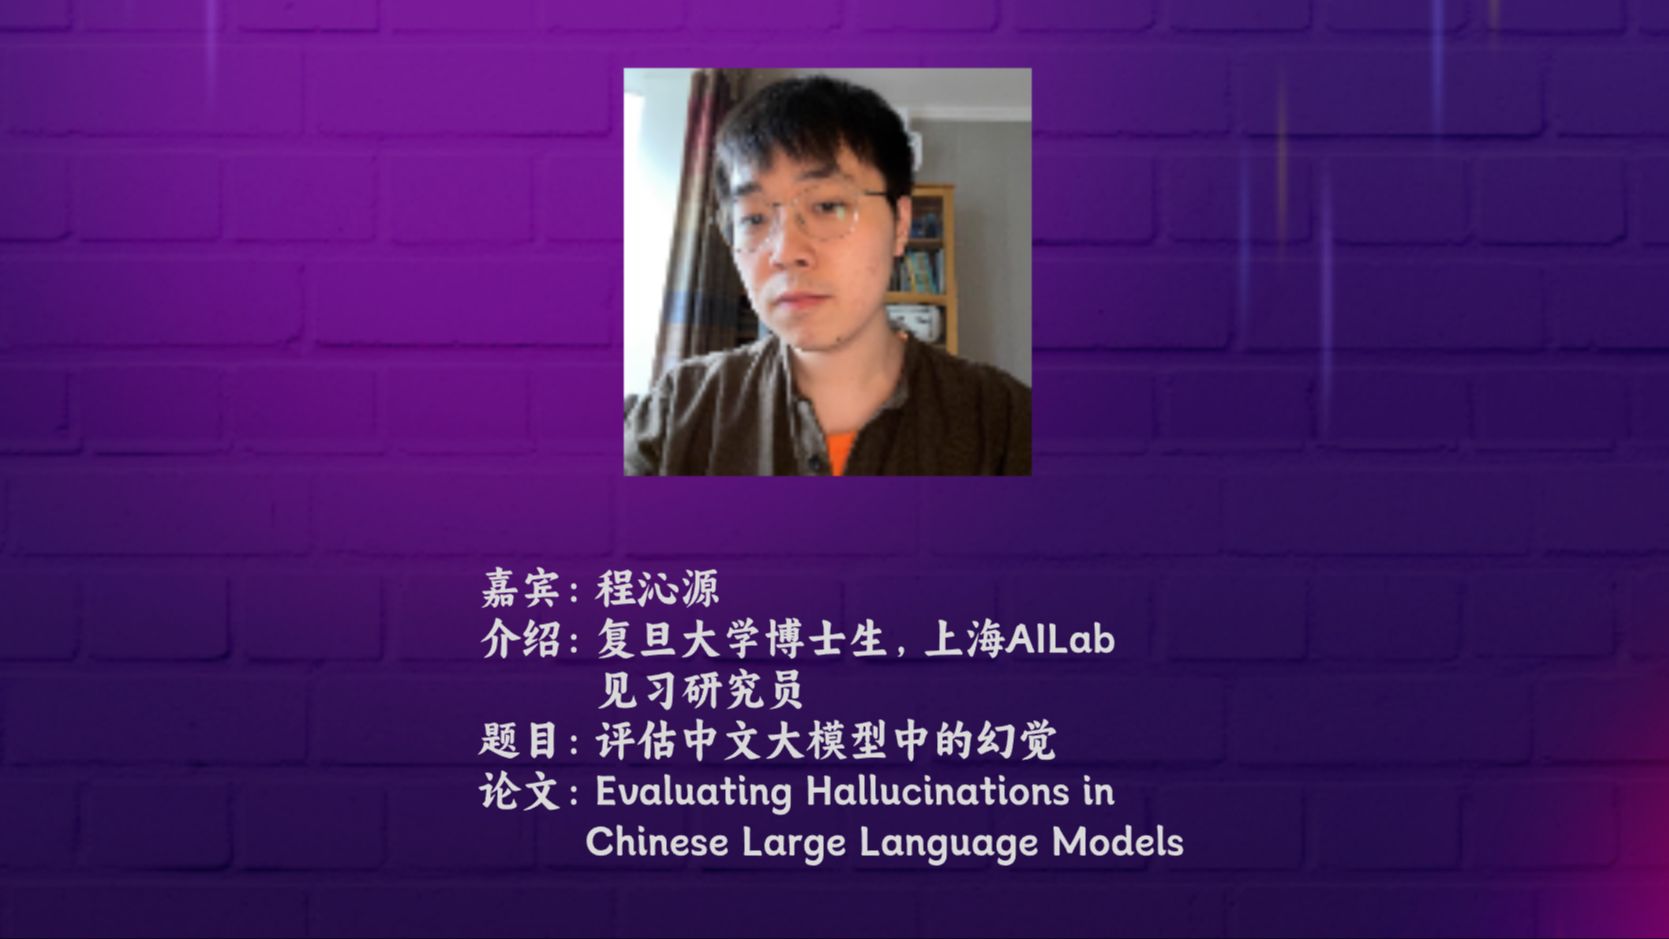 嘉宾：程沁源
介绍：复旦大学博士生，上海AILab
见习研究员
题目：评估中文大模型中的幻觉
论文：Evaluating Hallucinations in
Chinese Large Language Models